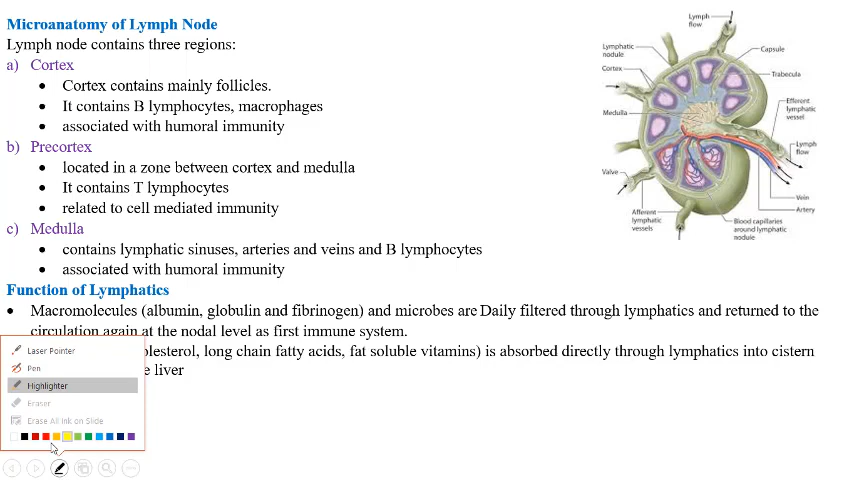 Microanatomy of Lymph Node
Lymph node contains three regions:
a) Cortex
• Cortex contains mainly follicles.
• It contains B lymphocytes, macrophages
• associated with humoral immunity
b) Precortex
• located in a zone between cortex and medulla
• It contains T lymphocytes
• related to cell mediated immunity
c) Medulla
• contains lymphatic sinuses, arteries and veins and B lymphocytes
• associated with humoral immunity
Function of Lymphatics
• Macromolecules (albumin, globulin and fibrinogen) and microbes are Daily filtered through lymphatics and returned to the
circulation again at the nodal level as first immune system.
olesterol, long chain fatty acids, fat soluble vitamins) is absorbed directly through lymphatics into cistern
e liver
Lymph
flow
Lymphatic
nodule
Cortex
Medulla
Valve
Afferent
lymphatic
vessels
Capsule
Trabecula
Efferent
lymphatic
vessel
Lymph
flow
Vein
Artery
Blood capillaries
around lymphatic
nodule
Laser Pointer
Pen
Highlighter
Eraser
Erase All Ink on Slide